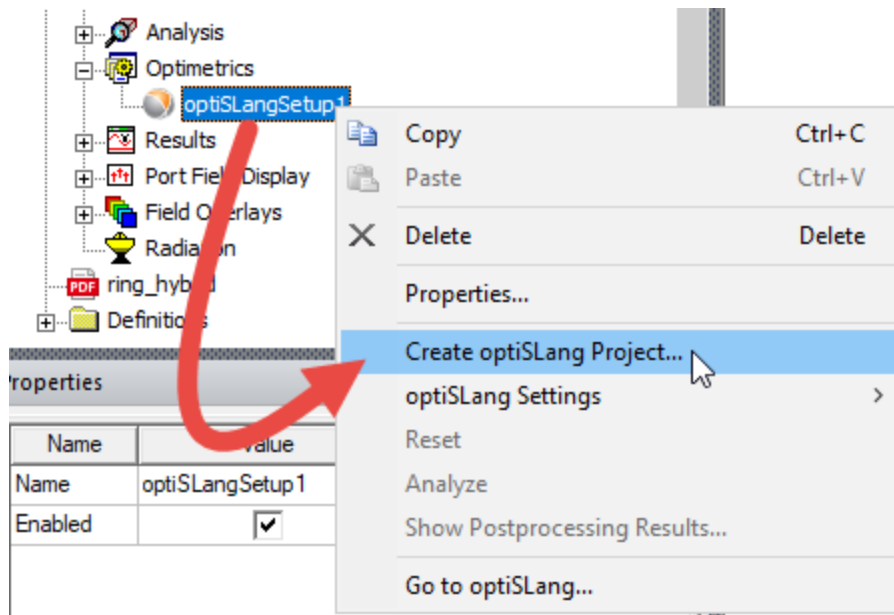 Analysis
Optimetrics
optiSLangSetup1
Results
Port Field Display
Field Overlays
Radiation
PDF ring_hybrid
Definitions
Properties
Name Value
Name optiSLangSetup1
Enabled
Copy Ctrl+C
Paste Ctrl+V
Delete Delete
Properties...
Create optiSLang Project...
optiSLang Settings
Reset
Analyze
Show Postprocessing Results...
Go to optiSLang...